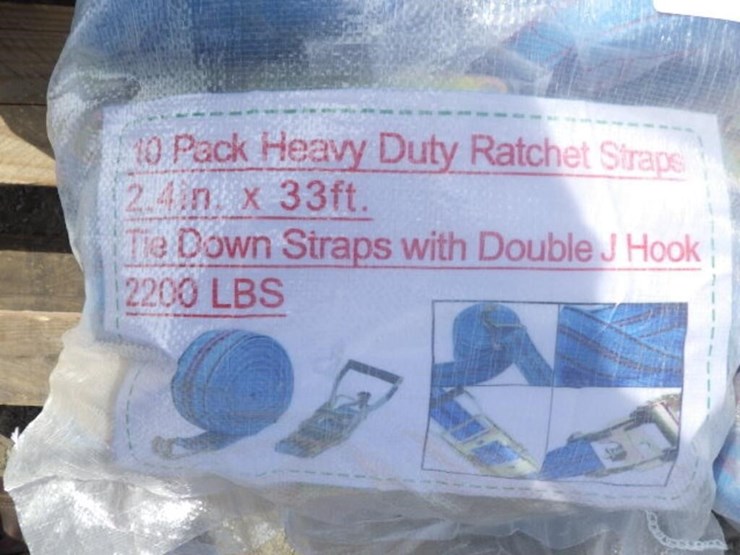 10 Pack Heavy Duty Ratchet Straps
2.4in. x 33ft.
Tie Down Straps with Double J Hook
2200 LBS